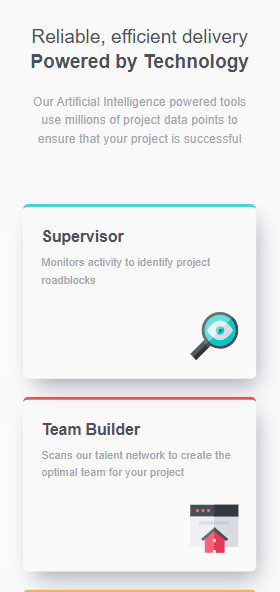 Reliable, efficient delivery
Powered by Technology
Our Artificial Intelligence powered tools
use millions of project data points to
ensure that your project is successful
Supervisor
Monitors activity to identify project
roadblocks
Team Builder
Scans our talent network to create the
optimal team for your project